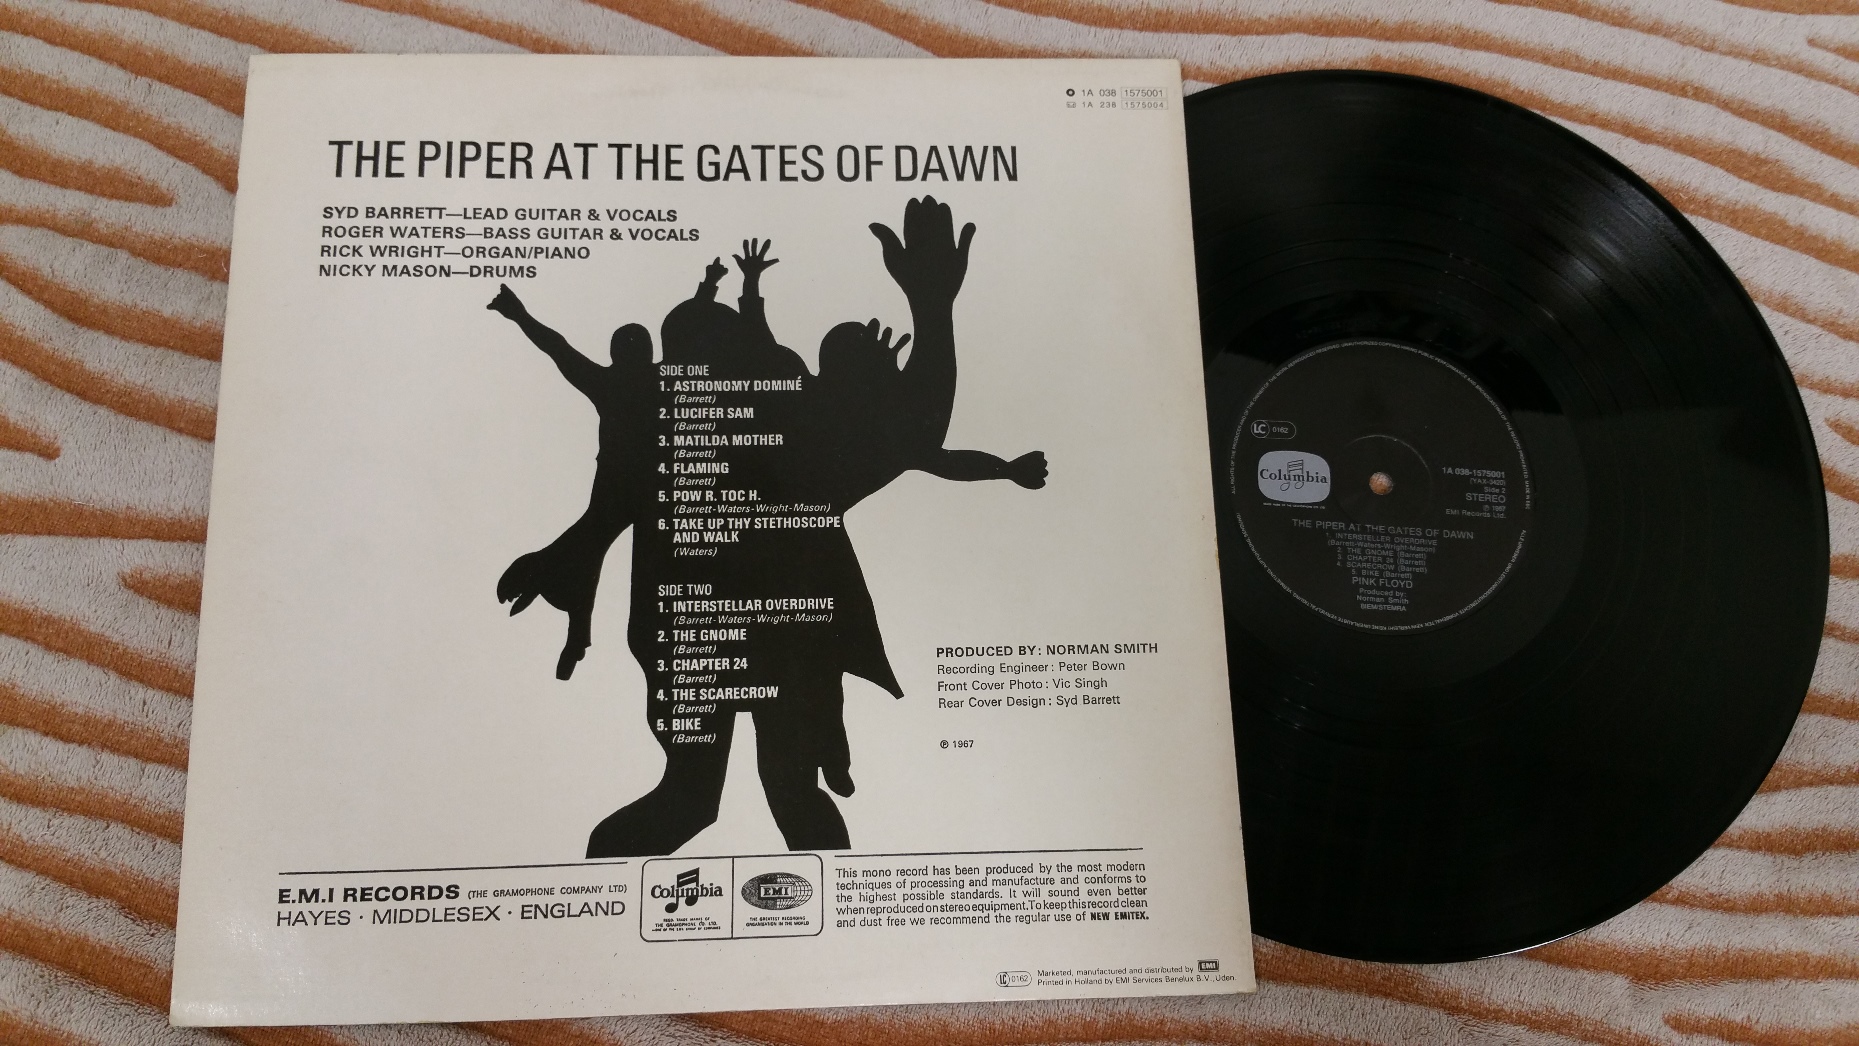 1A 038 1575001
1A 238 1575004
THE PIPER AT THE GATES OF DAWN
SYD BARRETT—LEAD GUITAR & VOCALS
ROGER WATERS—BASS GUITAR & VOCALS
RICK WRIGHT—ORGAN/PIANO
NICKY MASON—DRUMS
SIDE ONE
1. ASTRONOMY DOMINÉ
(Barrett)
2. LUCIFER SAM
(Barrett)
3. MATILDA MOTHER
(Barrett)
4. FLAMING
(Barrett)
5. POW R. TOC H.
(Barrett-Waters-Wright-Mason)
6. TAKE UP THY STETHOSCOPE
AND WALK
(Waters)
SIDE TWO
1. INTERSTELLAR OVERDRIVE
(Barrett-Waters-Wright-Mason)
2. THE GNOME
(Barrett)
3. CHAPTER 24
(Barrett)
4. THE SCARECROW
(Barrett)
5. BIKE
(Barrett)
PRODUCED BY: NORMAN SMITH
Recording Engineer: Peter Bown
Front Cover Photo: Vic Singh
Rear Cover Design: Syd Barrett
℗ 1967
E.M.I RECORDS (THE GRAMOPHONE COMPANY LTD)
HAYES · MIDDLESEX · ENGLAND
Columbia
EMI
THE GREATEST RECORDING
ORGANISATION IN THE WORLD
This mono record has been produced by the most modern
techniques of processing and manufacture and conforms to
the highest possible standards. It will sound even better
when reproduced on stereo equipment. To keep this record clean
and dust free we recommend the regular use of NEW EMITEX.
LC 0162
Marketed, manufactured and distributed by EMI
Printed in Holland by EMI Services Benelux B.V., Uden.
LC 0162
Columbia
1A 038-1575001
(YAX-3420)
Side 2
STEREO
℗ 1967
EMI Records Ltd.
THE PIPER AT THE GATES OF DAWN
1. INTERSTELLER OVERDRIVE
(Barrett-Waters-Wright-Mason)
2. THE GNOME (Barrett)
3. CHAPTER 24 (Barrett)
4. SCARECROW (Barrett)
5. BIKE (Barrett)
PINK FLOYD
Produced by:
Norman Smith
BIEM/STEMRA